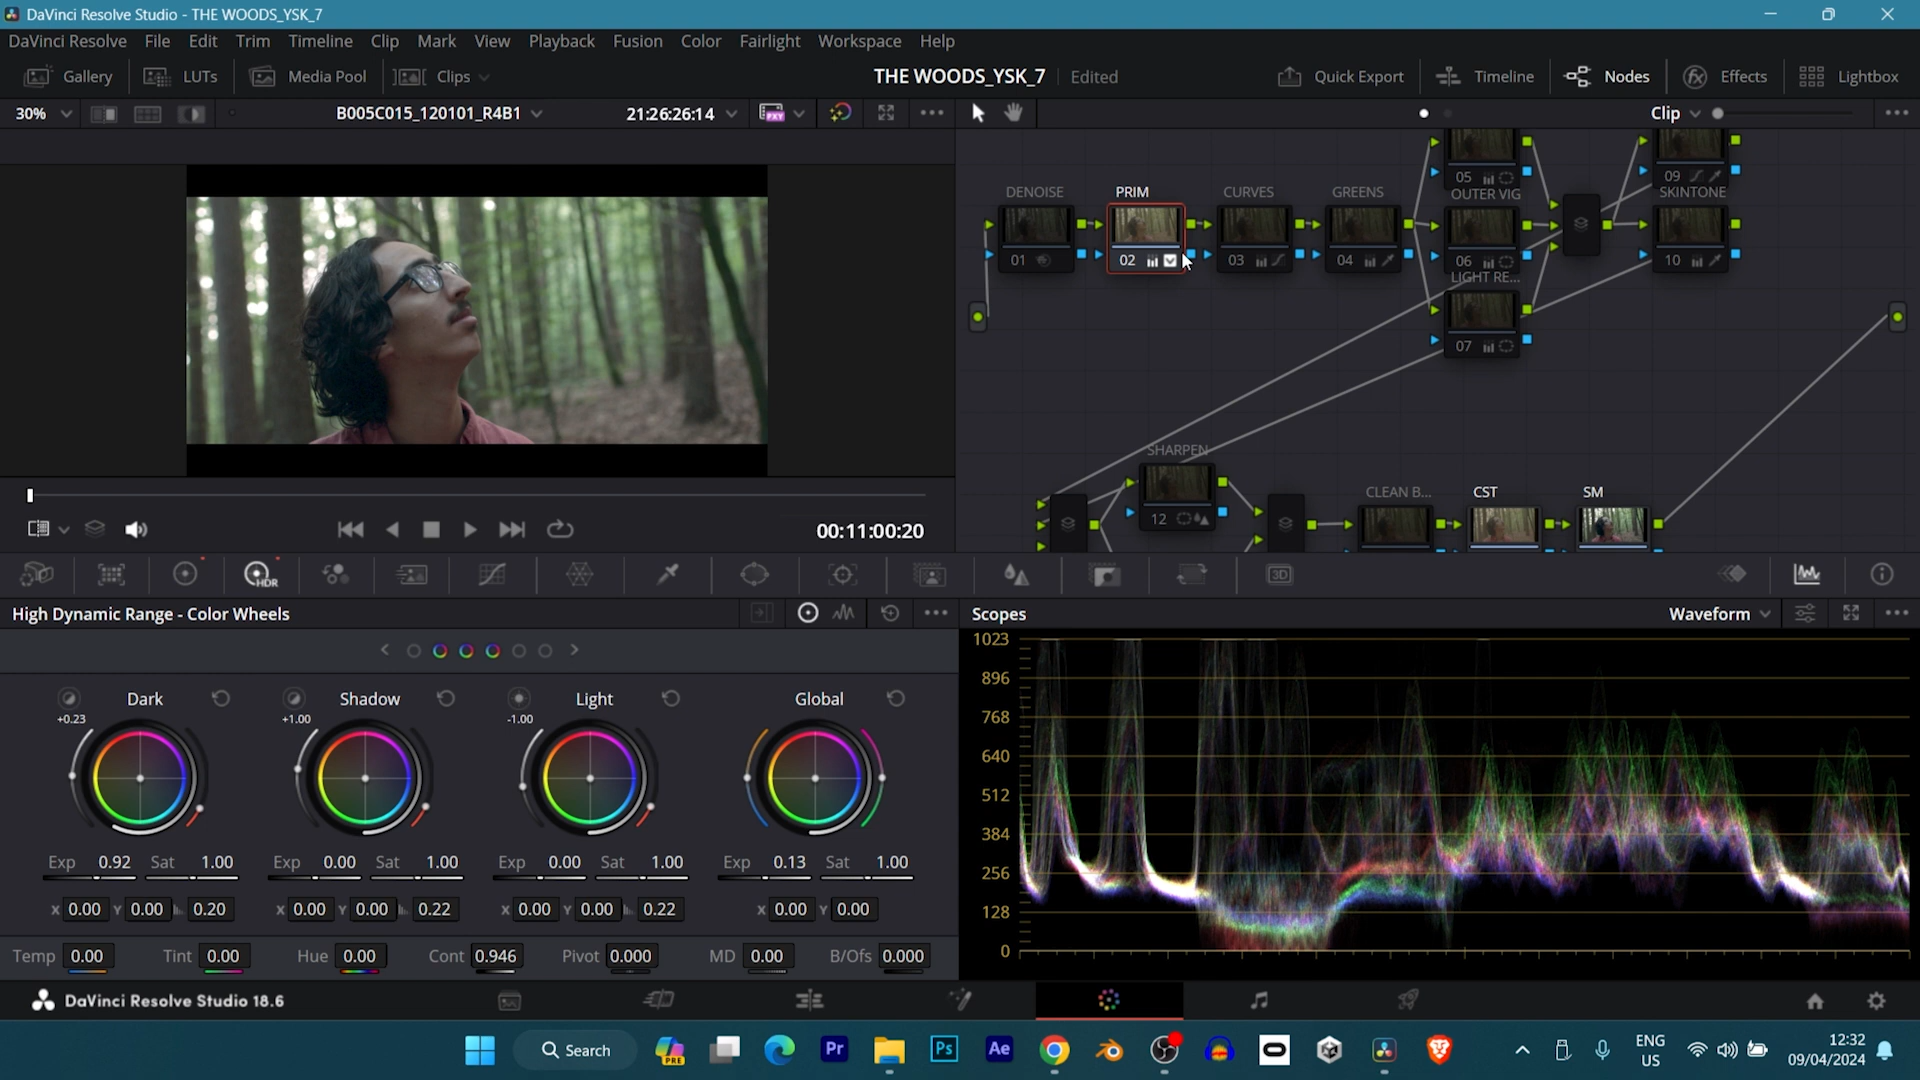 DaVinci Resolve Studio - THE WOODS_YSK_7
DaVinci Resolve File Edit Trim Timeline Clip Mark View Playback Fusion Color Fairlight Workspace Help
Gallery LUTs Media Pool Clips THE WOODS_YSK_7 Edited Quick Export Timeline Nodes Effects Lightbox
30% B005C015_120101_R4B1 21:26:26:14 PXY Clip
05 09
DENOISE PRIM CURVES GREENS OUTER VIG SKINTONE
01 02 03 04 06 10
LIGHT RE...
07
SHARPEN
12
CLEAN B... CST SM
00:11:00:20
HDR 3D
High Dynamic Range - Color Wheels
Scopes Waveform
Dark Shadow Light Global
+0.23 +1.00 -1.00
Exp 0.92 Sat 1.00 Exp 0.00 Sat 1.00 Exp 0.00 Sat 1.00 Exp 0.13 Sat 1.00
X 0.00 Y 0.00 0.20 X 0.00 Y 0.00 0.22 X 0.00 Y 0.00 0.22 X 0.00 Y 0.00
Temp 0.00 Tint 0.00 Hue 0.00 Cont 0.946 Pivot 0.000 MD 0.00 B/Ofs 0.000
1023
896
768
640
512
384
256
128
0
DaVinci Resolve Studio 18.6
Search PRE Pr Ps Ae
ENG
US
12:32
09/04/2024